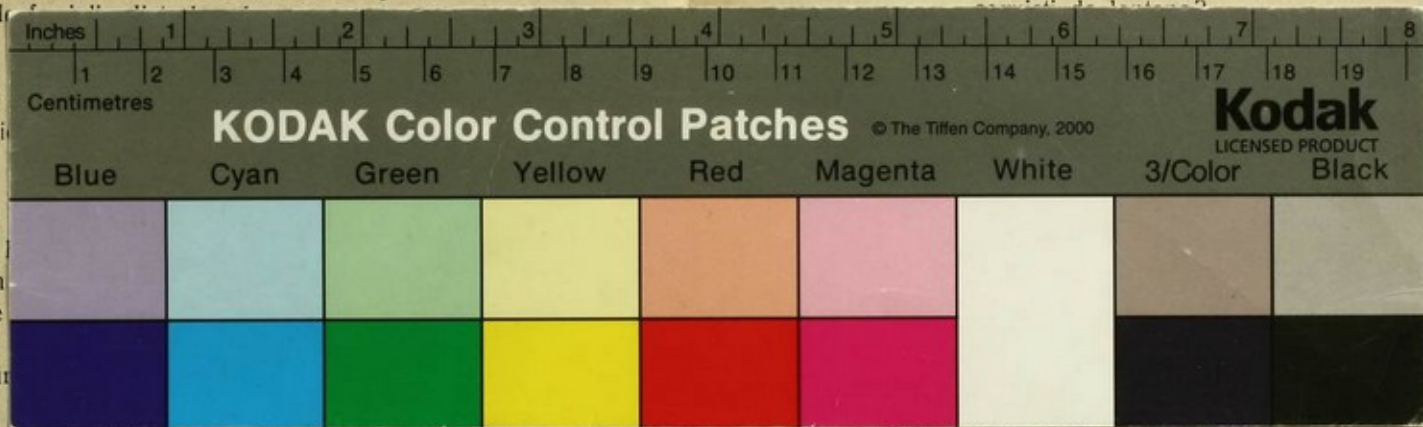 Inches 1 2 3 4 5 6 7 8
1 2 3 4 5 6 7 8 9 10 11 12 13 14 15 16 17 18 19
Centimetres
KODAK Color Control Patches © The Tiffen Company, 2000 Kodak
LICENSED PRODUCT
Blue Cyan Green Yellow Red Magenta White 3/Color Black